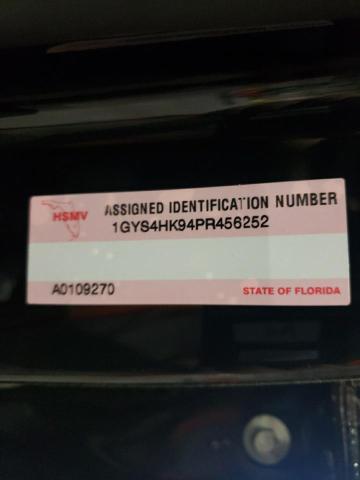 HSMV ASSIGNED IDENTIFICATION NUMBER
1GYS4HK94PR456252
A0109270 STATE OF FLORIDA